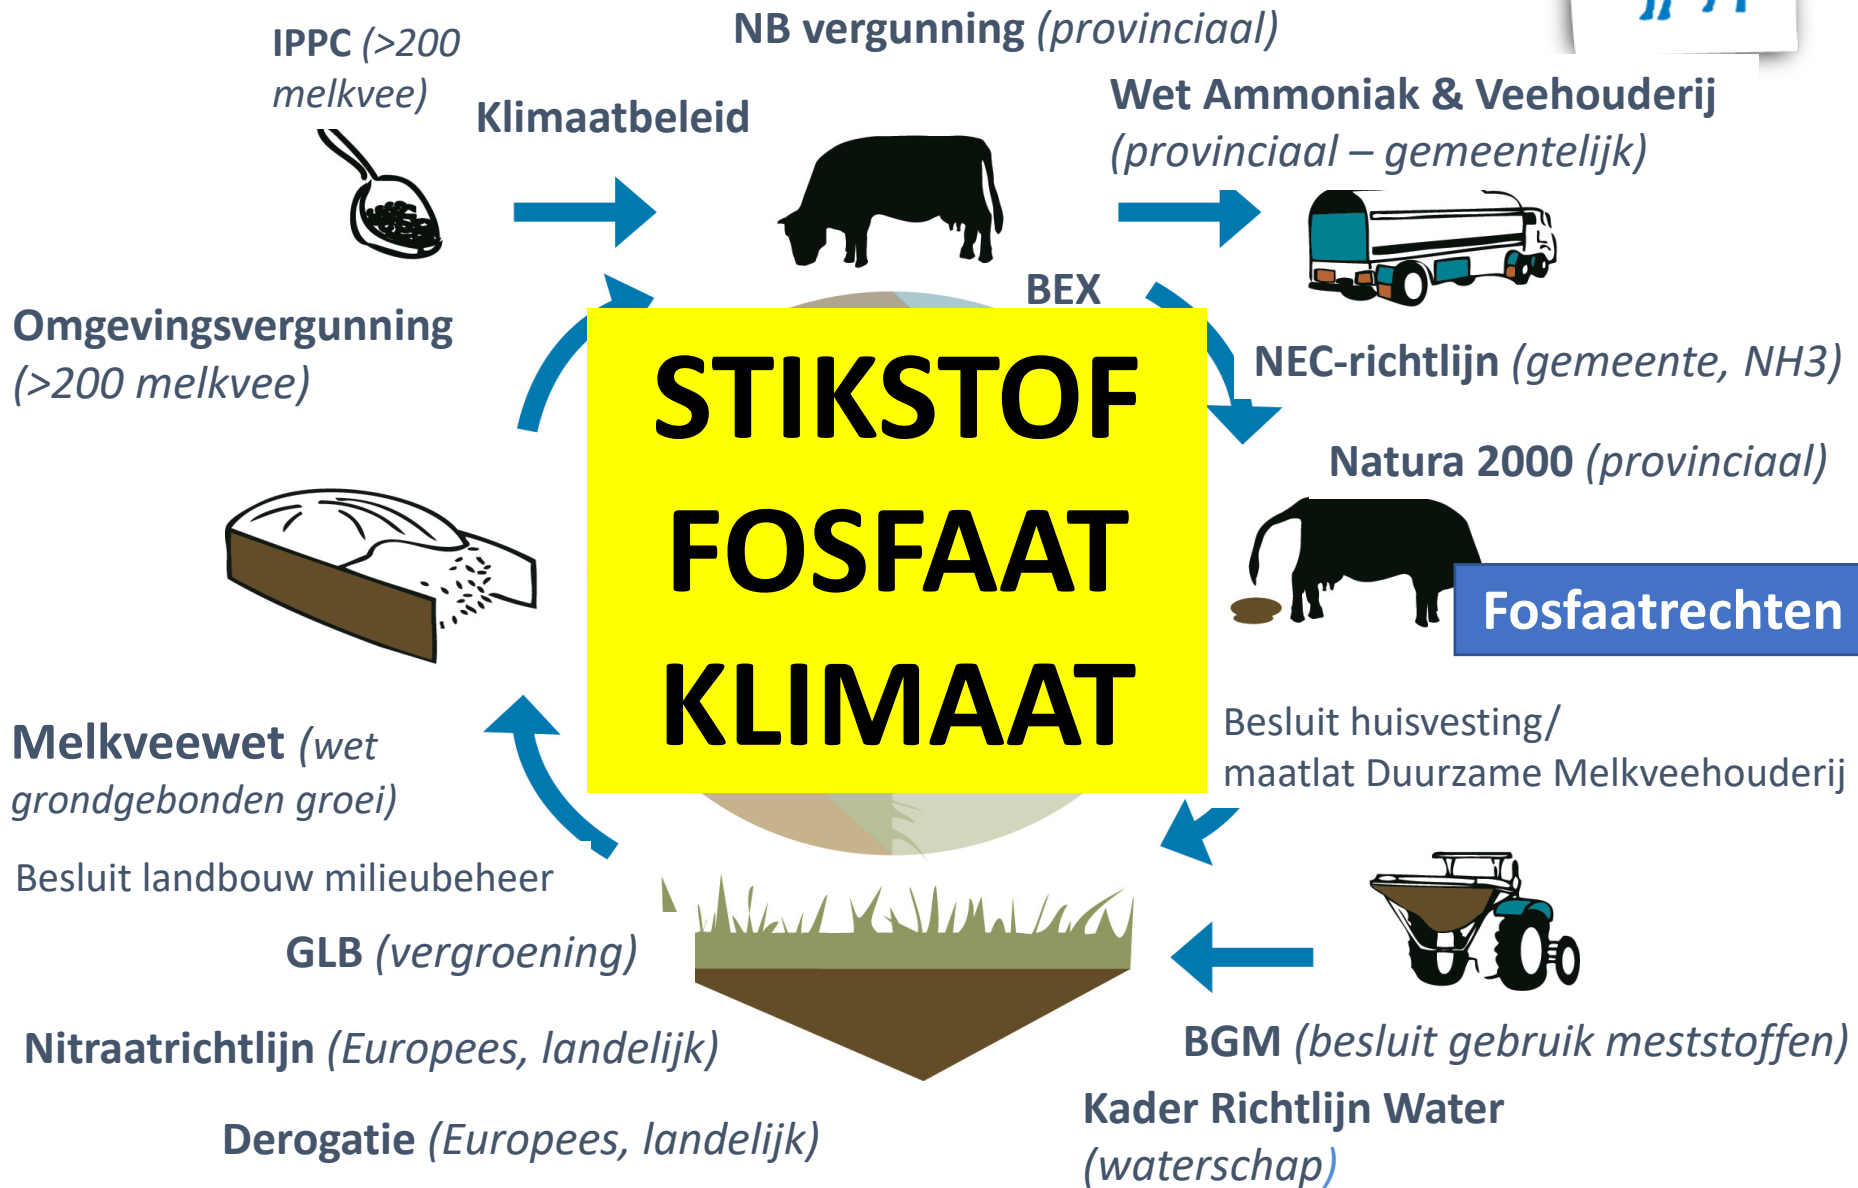 NB vergunning (provinciaal)
IPPC (>200
melkvee)
Klimaatbeleid
Wet Ammoniak & Veehouderij
(provinciaal – gemeentelijk)
BEX
Omgevingsvergunning
(>200 melkvee)
NEC-richtlijn (gemeente, NH3)
STIKSTOF
FOSFAAT
KLIMAAT
Natura 2000 (provinciaal)
Fosfaatrechten
Melkveewet (wet
grondgebonden groei)
Besluit huisvesting/
maatlat Duurzame Melkveehouderij
Besluit landbouw milieubeheer
GLB (vergroening)
Nitraatrichtlijn (Europees, landelijk)
BGM (besluit gebruik meststoffen)
Derogatie (Europees, landelijk)
Kader Richtlijn Water
(waterschap)